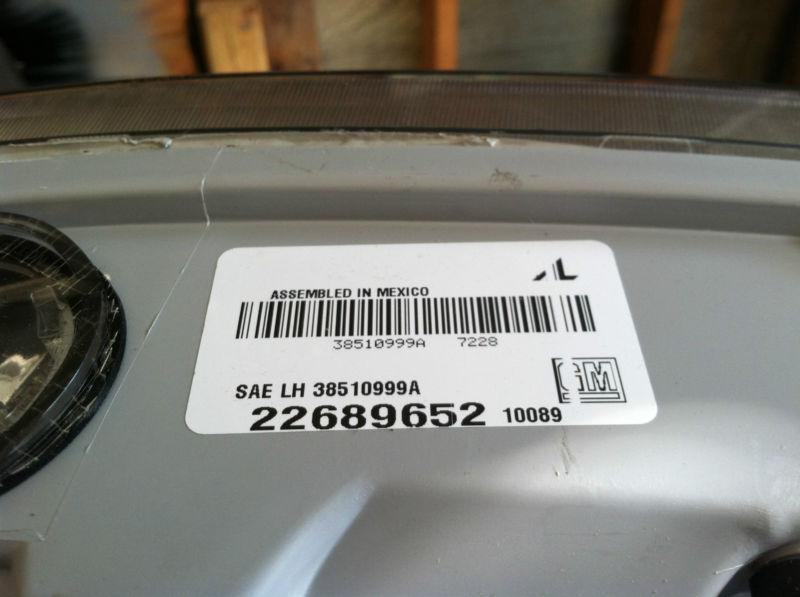 ASSEMBLED IN MEXICO
38510999A 7228
SAE LH 38510999A
GM
22689652 10089